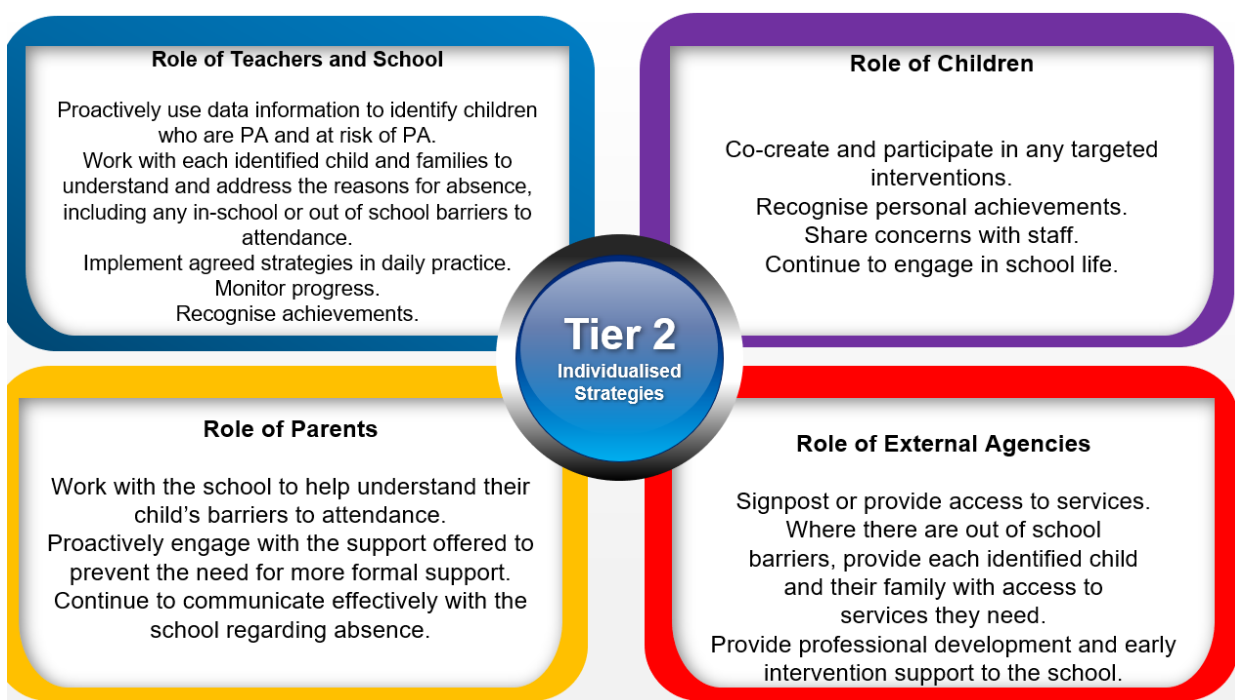 Role of Teachers and School
Proactively use data information to identify children
who are PA and at risk of PA.
Work with each identified child and families to
understand and address the reasons for absence,
including any in-school or out of school barriers to
attendance.
Implement agreed strategies in daily practice.
Monitor progress.
Recognise achievements.
Role of Children
Co-create and participate in any targeted
interventions.
Recognise personal achievements.
Share concerns with staff.
Continue to engage in school life.
Tier 2
Individualised
Strategies
Role of Parents
Work with the school to help understand their
child’s barriers to attendance.
Proactively engage with the support offered to
prevent the need for more formal support.
Continue to communicate effectively with the
school regarding absence.
Role of External Agencies
Signpost or provide access to services.
Where there are out of school
barriers, provide each identified child
and their family with access to
services they need.
Provide professional development and early
intervention support to the school.